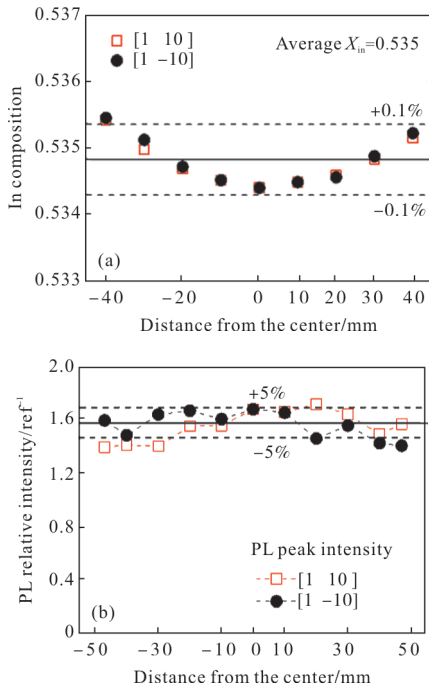 0.537
[1 10]
[1 −10]
Average Xin=0.535
0.536
+0.1%
0.535
0.534
−0.1%
(a)
0.533
−40 −20 0 10 20 30 40
Distance from the center/mm
In composition
2.0
+5%
1.6
−5%
1.2
0.8
PL peak intensity
[1 10]
[1 −10]
0.4
(b)
0
−50 −30 −10 0 10 30 50
Distance from the center/mm
PL relative intensity/ref⁻¹